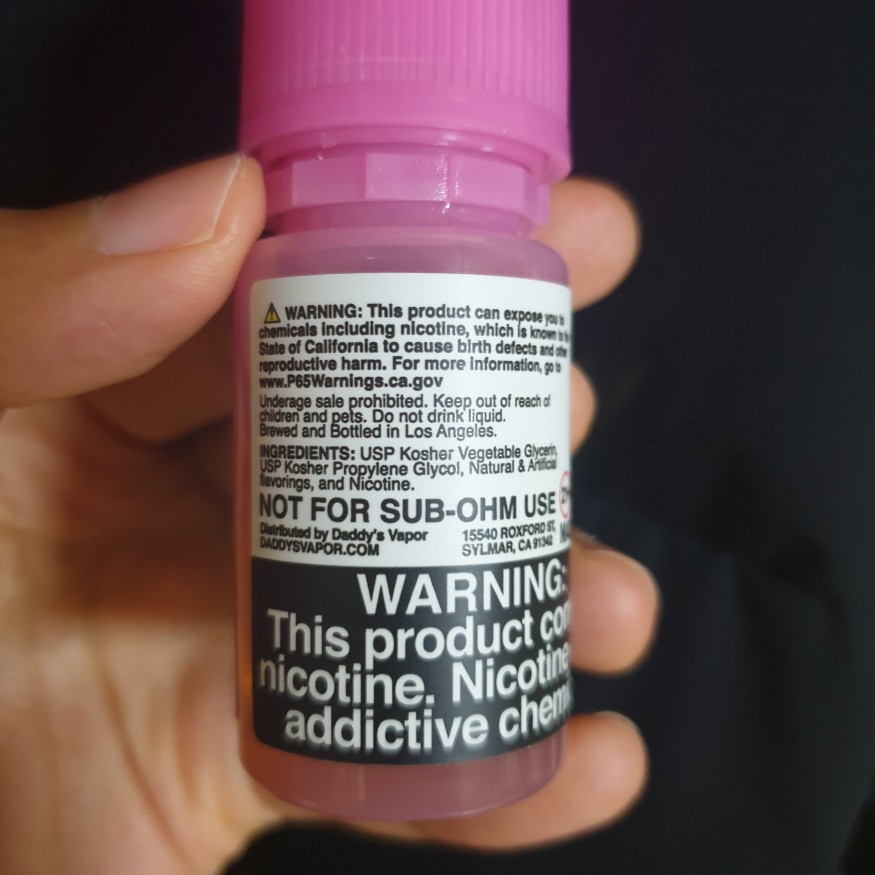 WARNING: This product can expose you to
chemicals including nicotine, which is known to the
State of California to cause birth defects and other
reproductive harm. For more information, go to
www.P65Warnings.ca.gov
Underage sale prohibited. Keep out of reach of
children and pets. Do not drink liquid.
Brewed and Bottled in Los Angeles.
INGREDIENTS: USP Kosher Vegetable Glycerin,
USP Kosher Propylene Glycol, Natural & Artificial
flavorings, and Nicotine.
NOT FOR SUB-OHM USE
Distributed by Daddy's Vapor 15540 ROXFORD ST,
DADDYSVAPOR.COM SYLMAR, CA 91342
WARNING:
This product
nicotine. Nicotine
addictive